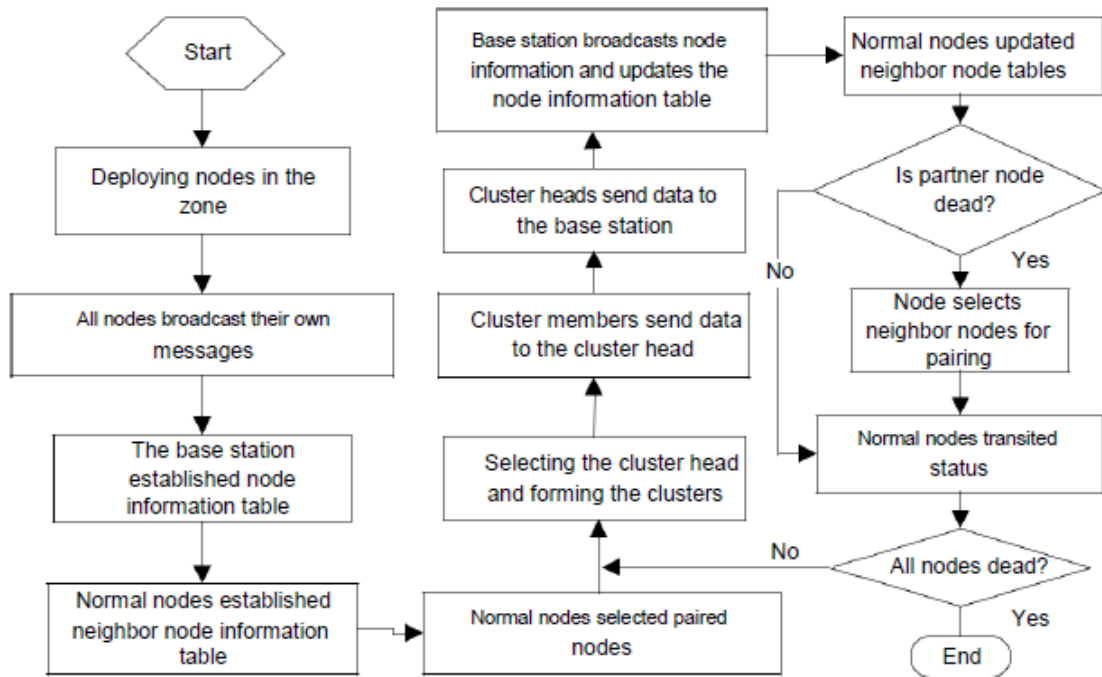 Start
Deploying nodes in the
zone
All nodes broadcast their own
messages
The base station
established node
information table
Normal nodes established
neighbor node information
table
Normal nodes selected paired
nodes
Selecting the cluster head
and forming the clusters
Cluster members send data
to the cluster head
Cluster heads send data to
the base station
Base station broadcasts node
information and updates the
node information table
Normal nodes updated
neighbor node tables
Is partner node
dead?
No
Yes
Node selects
neighbor nodes for
pairing
Normal nodes transited
status
All nodes dead?
No
Yes
End